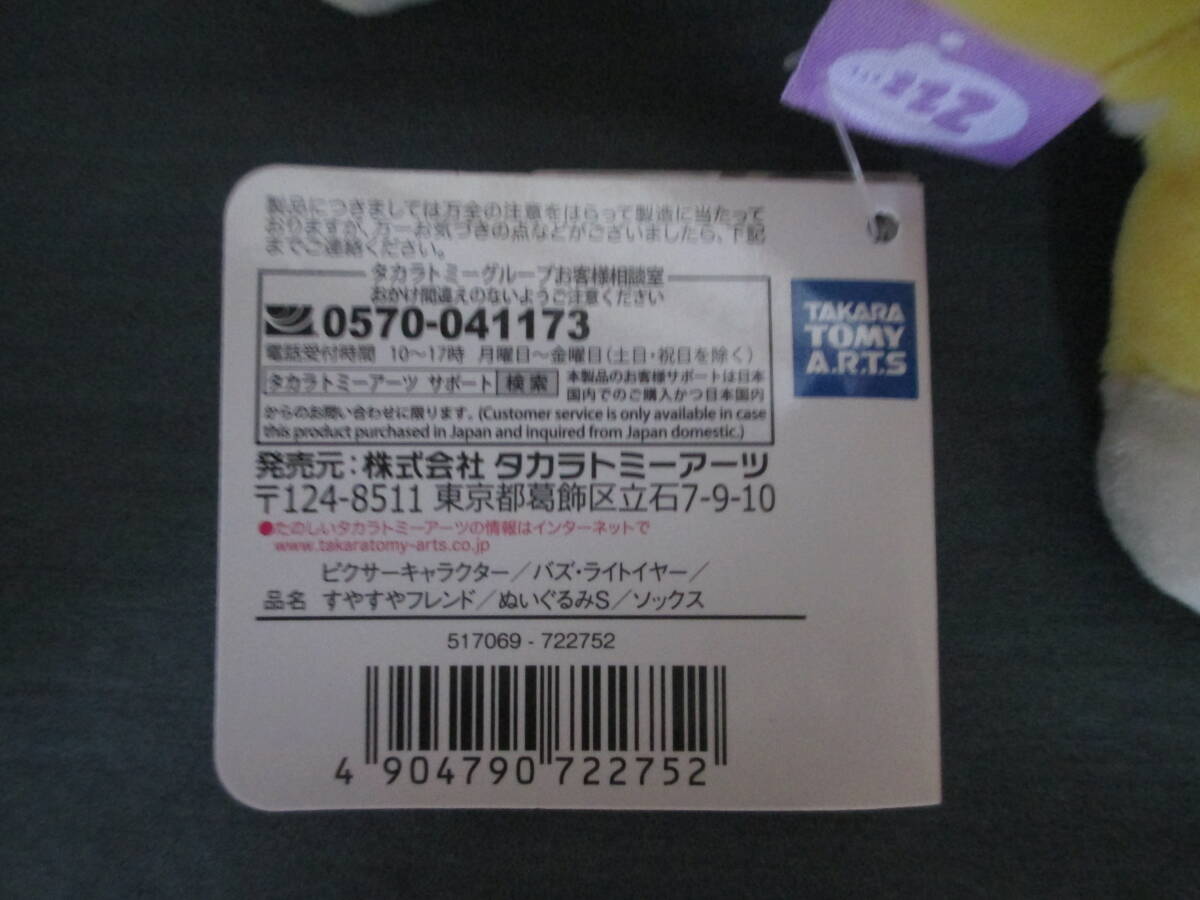 zzz...
製品につきましては万全の注意をはらって製造に当たって
おりますが、万一お気づきの点などがございましたら、下記
までご連絡ください。
タカラトミーグループお客様相談室
おかけ間違えのないようご注意ください
0570-041173
電話受付時間 10〜17時 月曜日〜金曜日(土日・祝日を除く)
タカラトミーアーツ サポート 検索 本製品のお客様サポートは日本
国内でのご購入かつ日本国内
からのお問い合わせに限ります。(Customer service is only available in case
this product purchased in Japan and inquired from Japan domestic.)
TAKARA
TOMY
A.R.T.S
発売元:株式会社 タカラトミーアーツ
〒124-8511 東京都葛飾区立石7-9-10
●たのしいタカラトミーアーツの情報はインターネットで
www.takaratomy-arts.co.jp
ピクサーキャラクター/バズ・ライトイヤー/
品名 すやすやフレンド/ぬいぐるみS/ソックス
517069 - 722752
4 904790 722752